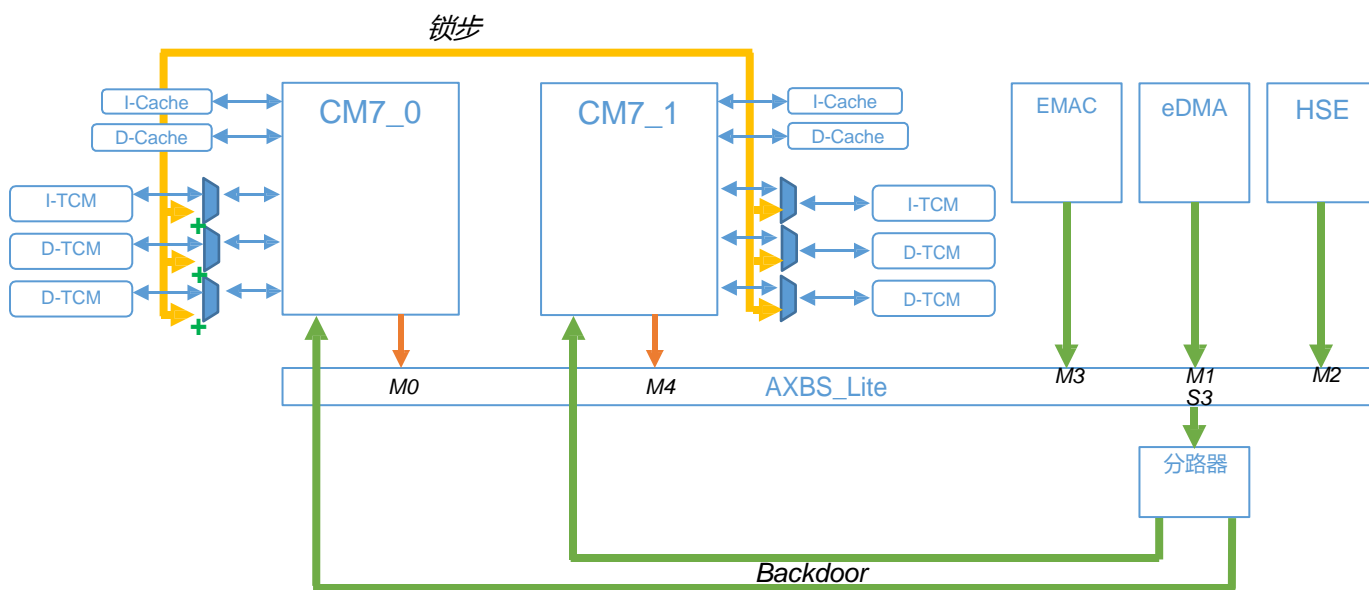 锁步
I-Cache
D-Cache
I-TCM
D-TCM
D-TCM
CM7_0
CM7_1
I-Cache
D-Cache
I-TCM
D-TCM
D-TCM
EMAC
eDMA
HSE
M0
M4
AXBS_Lite
M3
M1
S3
M2
分路器
Backdoor